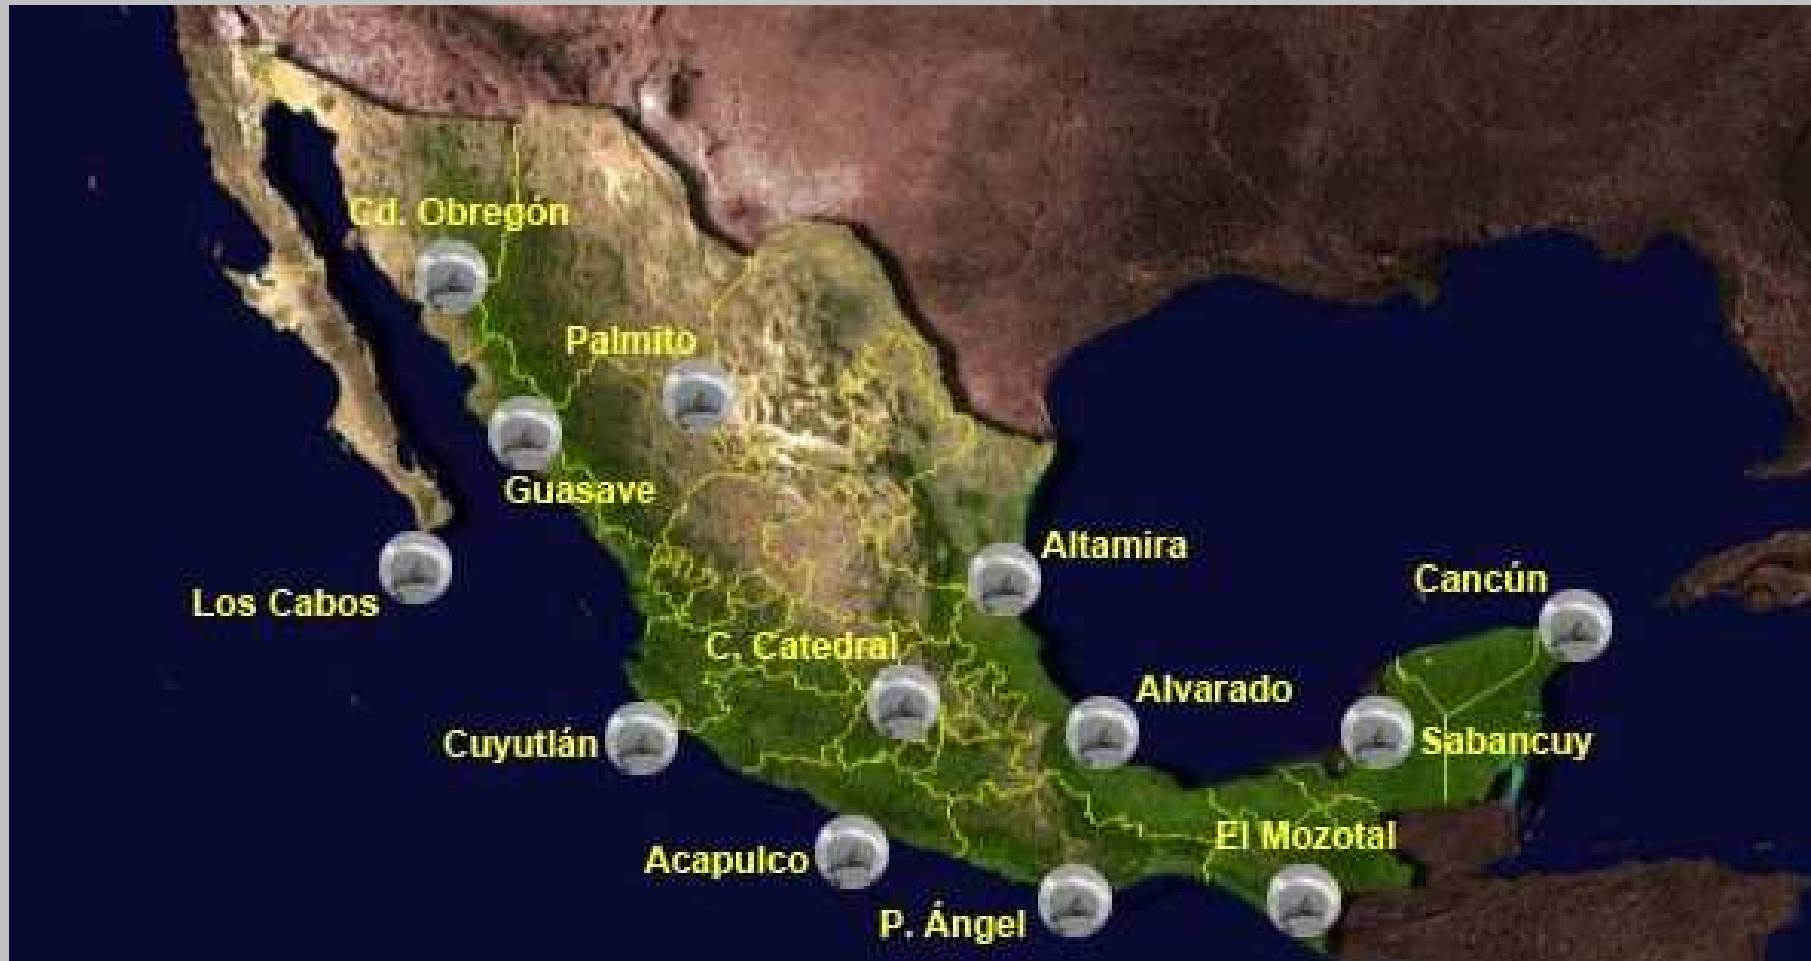 Cd. Obregón
Palmito
Guasave
Altamira
Cancún
Los Cabos
C. Catedral
Alvarado
Cuyutlán
Sabancuy
El Mozotal
Acapulco
P. Ángel